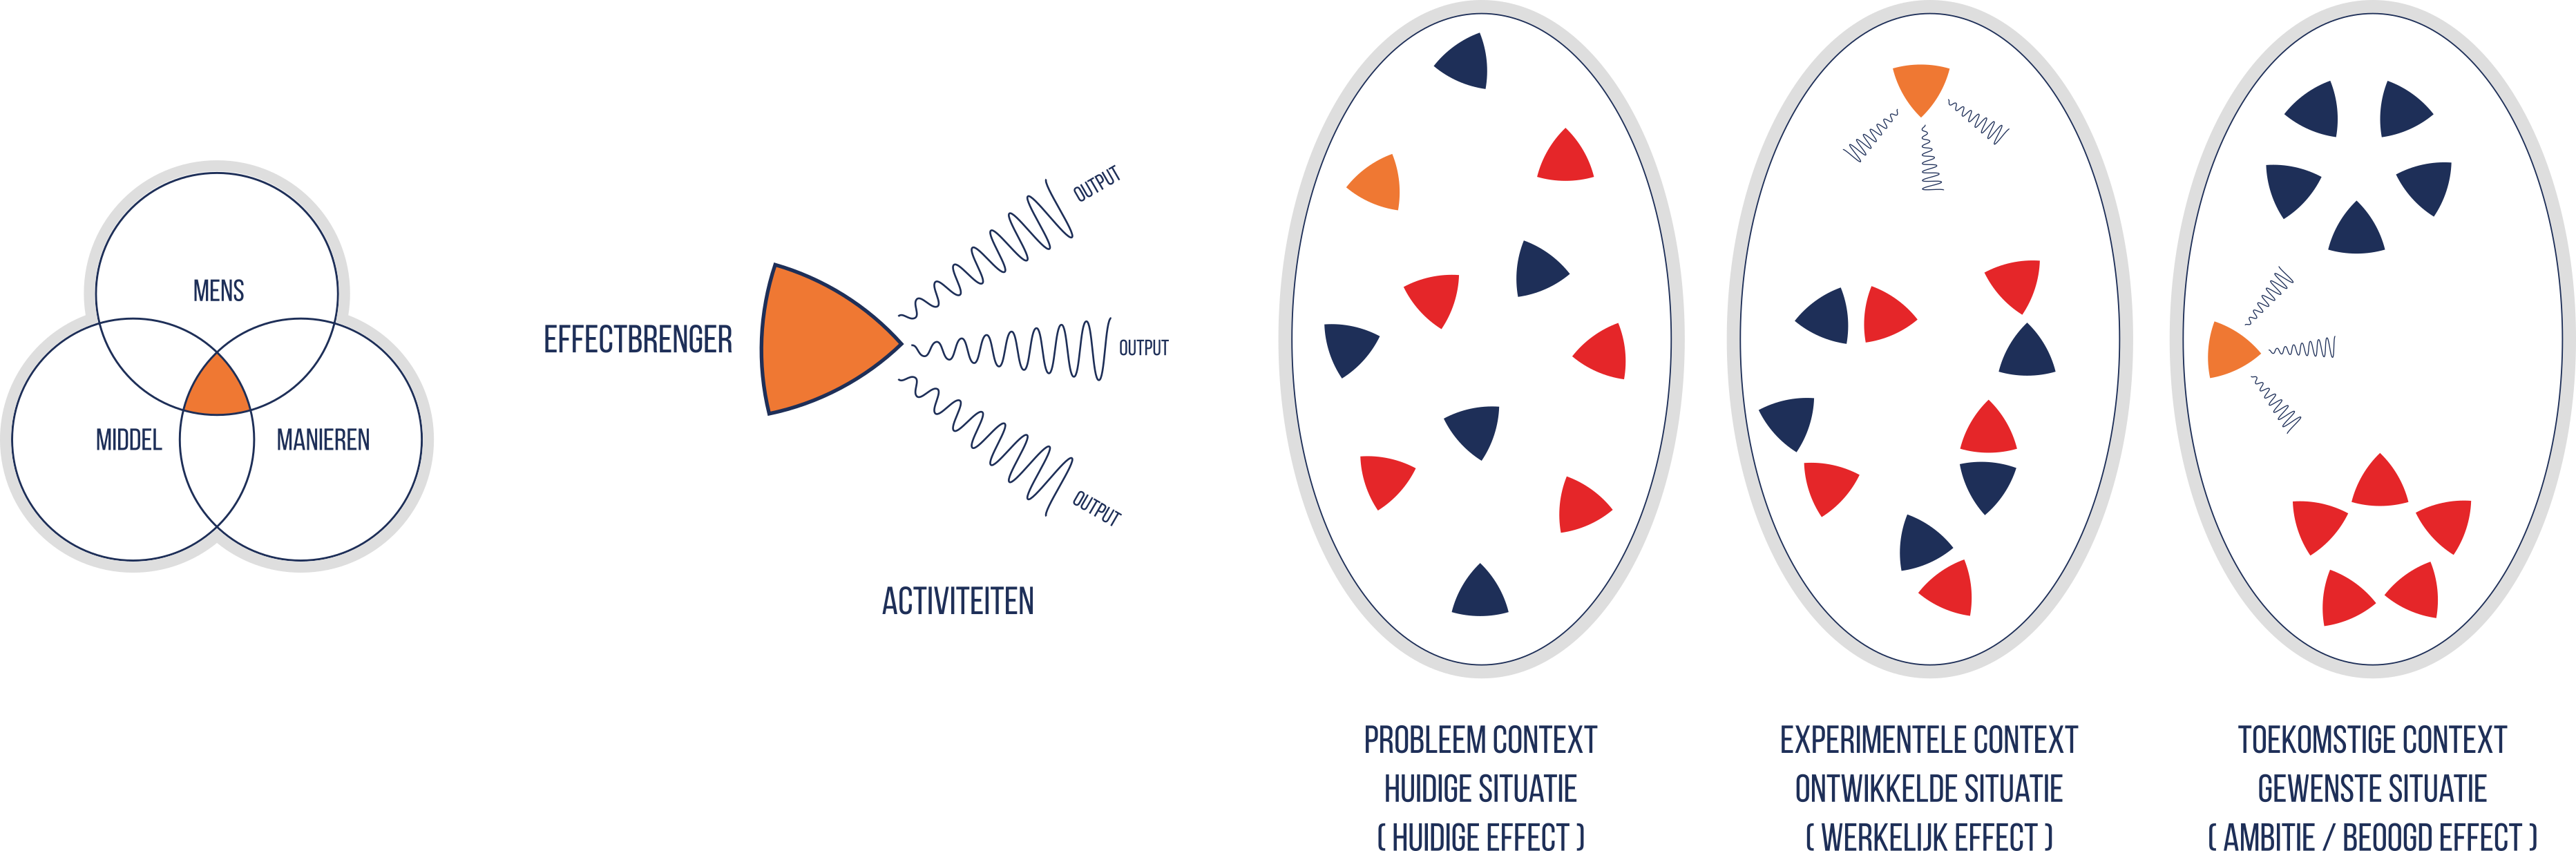 MENS
MIDDEL
MANIEREN
EFFECTBRENGER
OUTPUT
OUTPUT
OUTPUT
ACTIVITEITEN
PROBLEEM CONTEXT
HUIDIGE SITUATIE
( HUIDIGE EFFECT )
EXPERIMENTELE CONTEXT
ONTWIKKELDE SITUATIE
( WERKELIJK EFFECT )
TOEKOMSTIGE CONTEXT
GEWENSTE SITUATIE
( AMBITIE / BEOOGD EFFECT )